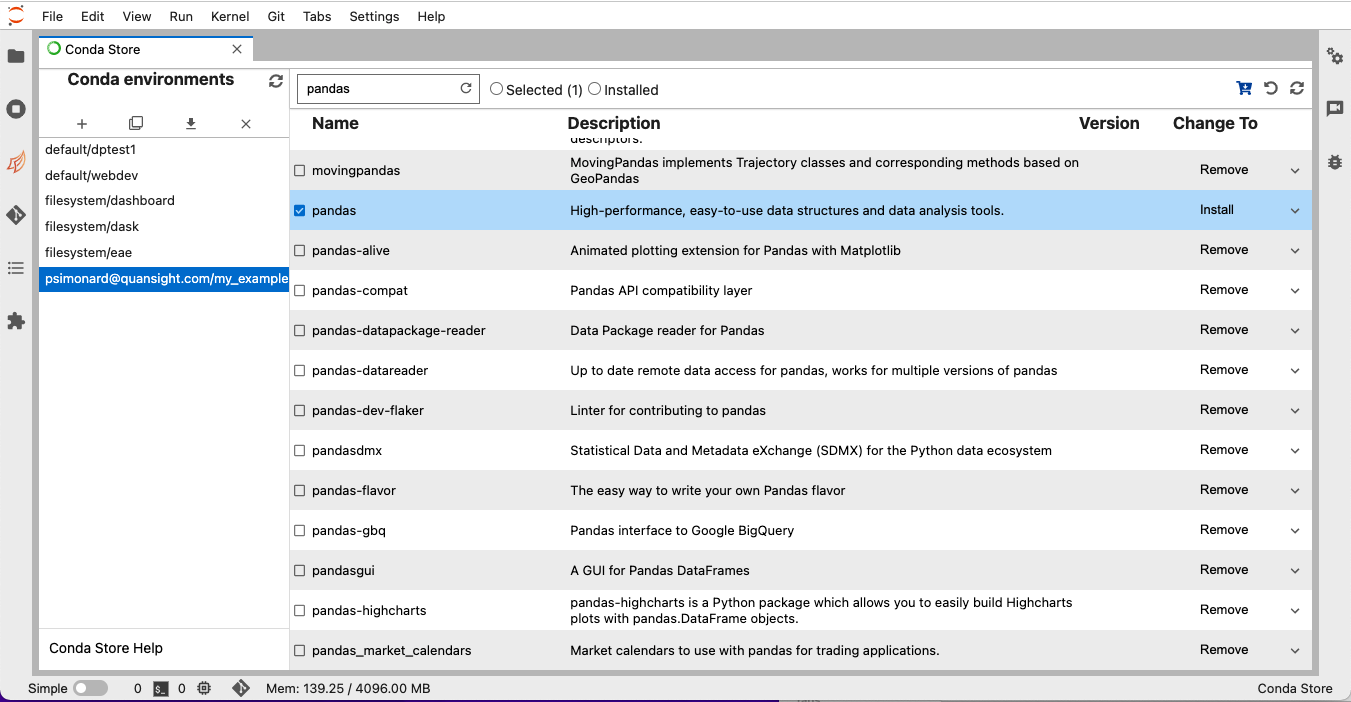 File Edit View Run Kernel Git Tabs Settings Help
Conda Store
Conda environments
default/dptest1
default/webdev
filesystem/dashboard
filesystem/dask
filesystem/eae
psimonard@quansight.com/my_example
Conda Store Help
pandas Selected (1) Installed
Name Description Version Change To
descriptors.
movingpandas MovingPandas implements Trajectory classes and corresponding methods based on Remove
GeoPandas
pandas High-performance, easy-to-use data structures and data analysis tools. Install
pandas-alive Animated plotting extension for Pandas with Matplotlib Remove
pandas-compat Pandas API compatibility layer Remove
pandas-datapackage-reader Data Package reader for Pandas Remove
pandas-datareader Up to date remote data access for pandas, works for multiple versions of pandas Remove
pandas-dev-flaker Linter for contributing to pandas Remove
pandasdmx Statistical Data and Metadata eXchange (SDMX) for the Python data ecosystem Remove
pandas-flavor The easy way to write your own Pandas flavor Remove
pandas-gbq Pandas interface to Google BigQuery Remove
pandasgui A GUI for Pandas DataFrames Remove
pandas-highcharts pandas-highcharts is a Python package which allows you to easily build Highcharts Remove
plots with pandas.DataFrame objects.
pandas_market_calendars Market calendars to use with pandas for trading applications. Remove
Simple 0 0 Mem: 139.25 / 4096.00 MB Conda Store